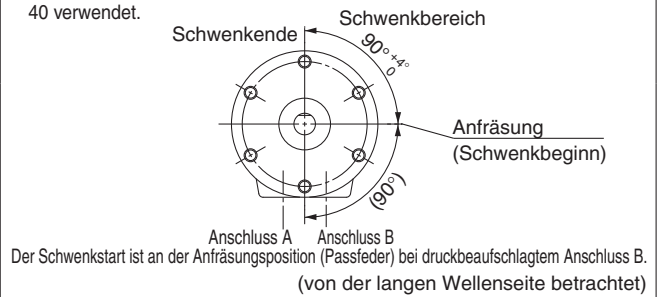 40 verwendet.
Schwenkbereich
Schwenkende
90°+4°
0
Anfräsung
(Schwenkbeginn)
(90°)
Anschluss A Anschluss B
Der Schwenkstart ist an der Anfräsungsposition (Passfeder) bei druckbeaufschlagtem Anschluss B.
(von der langen Wellenseite betrachtet)